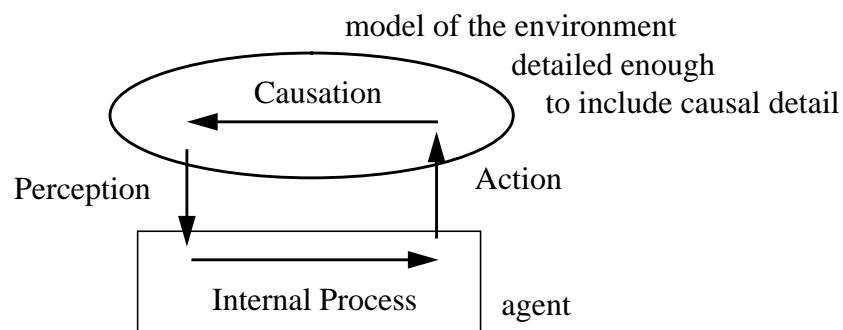 model of the environment
detailed enough
to include causal detail
Causation
Perception
Action
Internal Process
agent